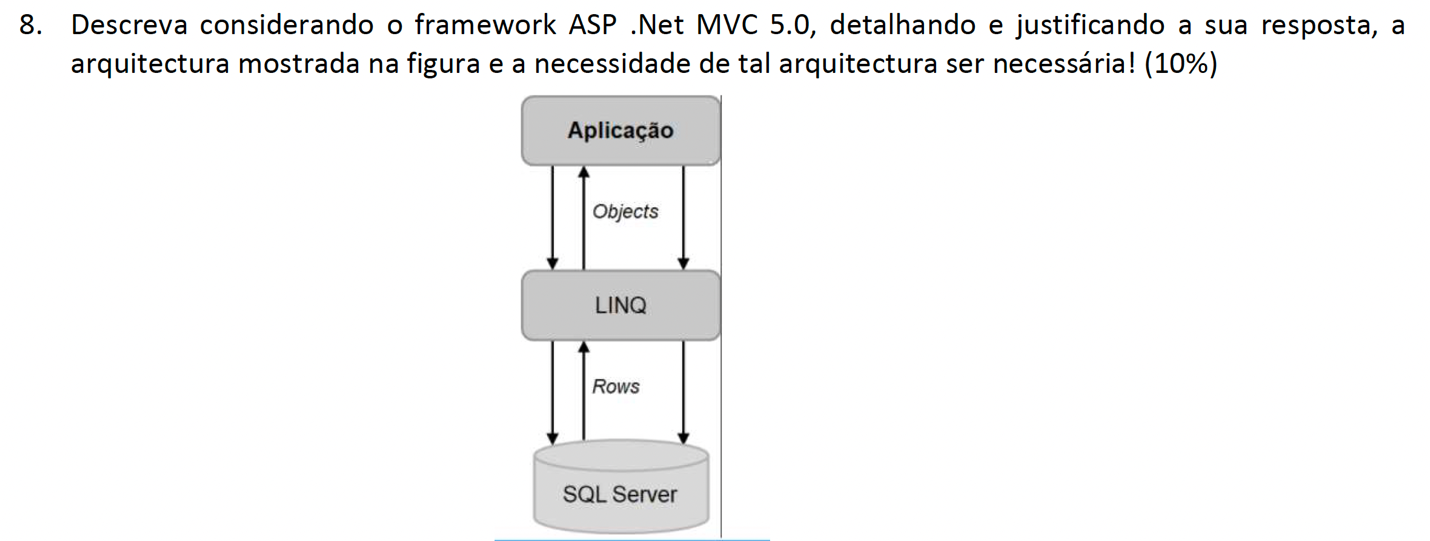 8. Descreva considerando o framework ASP .Net MVC 5.0, detalhando e justificando a sua resposta, a
arquitectura mostrada na figura e a necessidade de tal arquitectura ser necessária! (10%)
Aplicação
Objects
LINQ
Rows
SQL Server